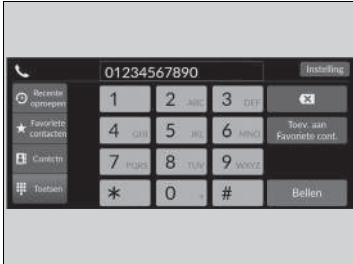 01234567890
Instelling
Recente
oproepen
1
2 ABC
3 DEF
Favoriete
contacten
4 GHI
5 JKL
6 MNO
Toev. aan
Favoriete cont.
Contctn
7 PQRS
8 TUV
9 WXYZ
Toetsen
*
0 +
#
Bellen